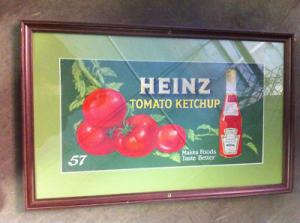 HEINZ
TOMATO KETCHUP
57
Makes Foods
Taste Better